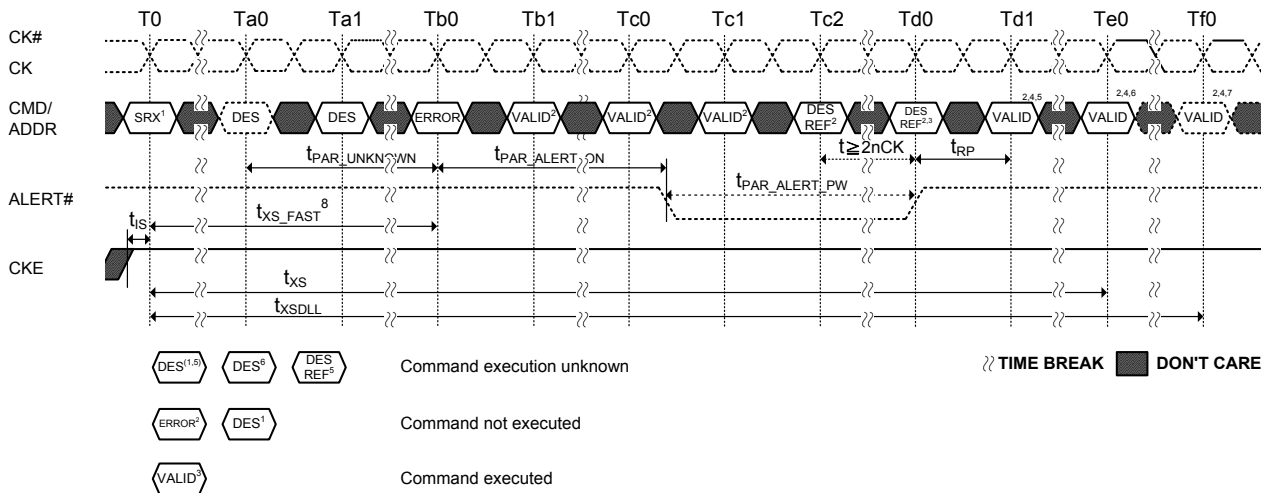 T0 Ta0 Ta1 Tb0 Tb1 Tc0 Tc1 Tc2 Td0 Td1 Te0 Tf0
CK#
CK
CMD/
ADDR
SRX1 DES DES ERROR VALID2 VALID2 VALID2 DES REF2 DES REF2,3 VALID 2,4,5 VALID 2,4,6 VALID 2,4,7
tPAR_UNKNOWN tPAR_ALERT_ON t≧2nCK tRP
ALERT# tPAR_ALERT_PW
tIS tXS_FAST8
CKE
tXS
tXSDLL
DES(1,5) DES6 DES REF5 Command execution unknown
TIME BREAK DON'T CARE
ERROR2 DES1 Command not executed
VALID3 Command executed